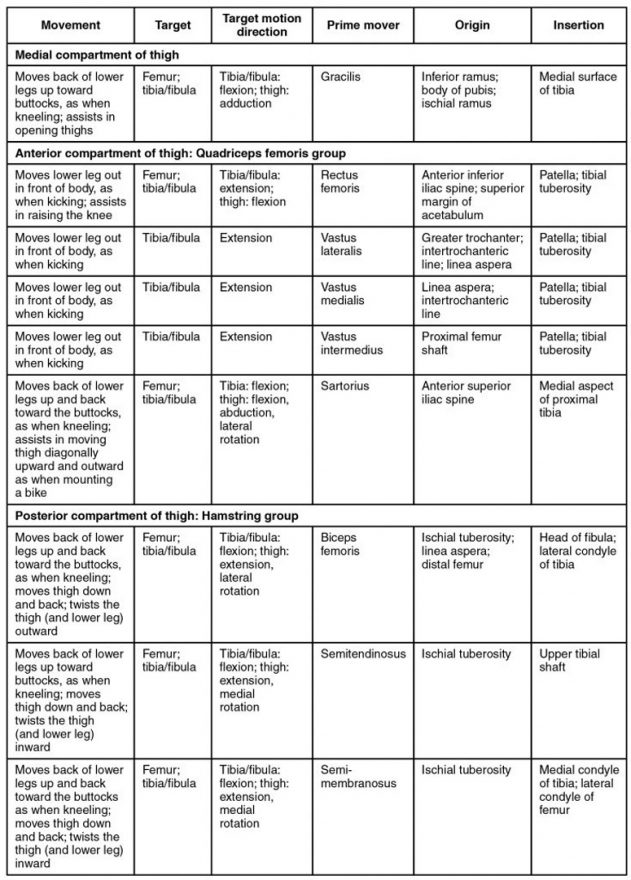 Movement
Target
Target motion
direction
Prime mover
Origin
Insertion
Medial compartment of thigh
Moves back of lower
legs up toward
buttocks, as when
kneeling; assists in
opening thighs
Femur;
tibia/fibula
Tibia/fibula:
flexion; thigh:
adduction
Gracilis
Inferior ramus;
body of pubis;
ischial ramus
Medial surface
of tibia
Anterior compartment of thigh: Quadriceps femoris group
Moves lower leg out
in front of body, as
when kicking; assists
in raising the knee
Femur;
tibia/fibula
Tibia/fibula:
extension;
thigh: flexion
Rectus
femoris
Anterior inferior
iliac spine; superior
margin of
acetabulum
Patella; tibial
tuberosity
Moves lower leg out
in front of body, as
when kicking
Tibia/fibula
Extension
Vastus
lateralis
Greater trochanter;
intertrochanteric
line; linea aspera
Patella; tibial
tuberosity
Moves lower leg out
in front of body, as
when kicking
Tibia/fibula
Extension
Vastus
medialis
Linea aspera;
intertrochanteric
line
Patella; tibial
tuberosity
Moves lower leg out
in front of body, as
when kicking
Tibia/fibula
Extension
Vastus
intermedius
Proximal femur
shaft
Patella; tibial
tuberosity
Moves back of lower
legs up and back
toward the buttocks,
as when kneeling;
assists in moving
thigh diagonally
upward and outward
as when mounting
a bike
Femur;
tibia/fibula
Tibia: flexion;
thigh: flexion,
abduction,
lateral
rotation
Sartorius
Anterior superior
iliac spine
Medial aspect
of proximal
tibia
Posterior compartment of thigh: Hamstring group
Moves back of lower
legs up and back
toward the buttocks,
as when kneeling;
moves thigh down
and back; twists the
thigh (and lower leg)
outward
Femur;
tibia/fibula
Tibia/fibula:
flexion; thigh:
extension,
lateral
rotation
Biceps
femoris
Ischial tuberosity;
linea aspera;
distal femur
Head of fibula;
lateral condyle
of tibia
Moves back of lower
legs up toward
buttocks, as when
kneeling; moves
thigh down and back;
twists the thigh
(and lower leg)
inward
Femur;
tibia/fibula
Tibia/fibula:
flexion; thigh:
extension,
medial
rotation
Semitendinosus
Ischial tuberosity
Upper tibial
shaft
Moves back of lower
legs up and back
toward the buttocks
as when kneeling;
moves thigh down
and back; twists the
thigh (and lower leg)
inward
Femur;
tibia/fibula
Tibia/fibula:
flexion; thigh:
extension,
medial
rotation
Semi-
membranosus
Ischial tuberosity
Medial condyle
of tibia; lateral
condyle of
femur